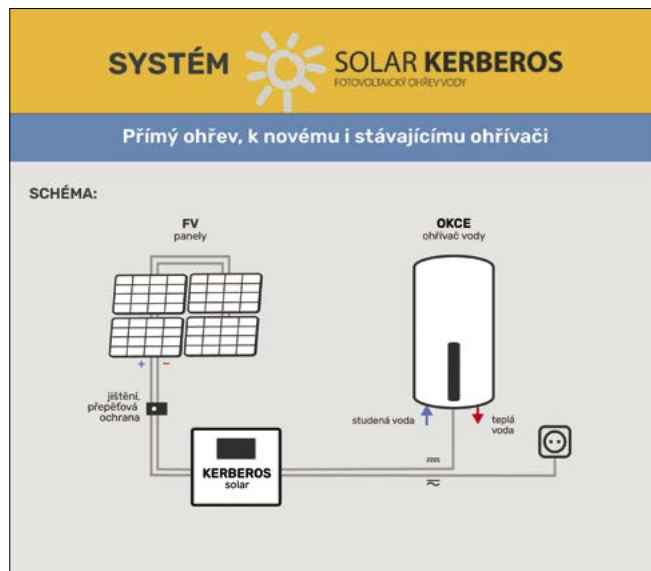 SYSTÉM SOLAR KERBEROS
FOTOVOLTAICKÝ OHŘEV VODY
Přímý ohřev, k novému i stávajícímu ohřívači
SCHÉMA:
FV
panely
OKCE
ohřívač vody
+ −
jištění,
přepěťová
ochrana
studená voda
teplá
voda
KERBEROS
solar